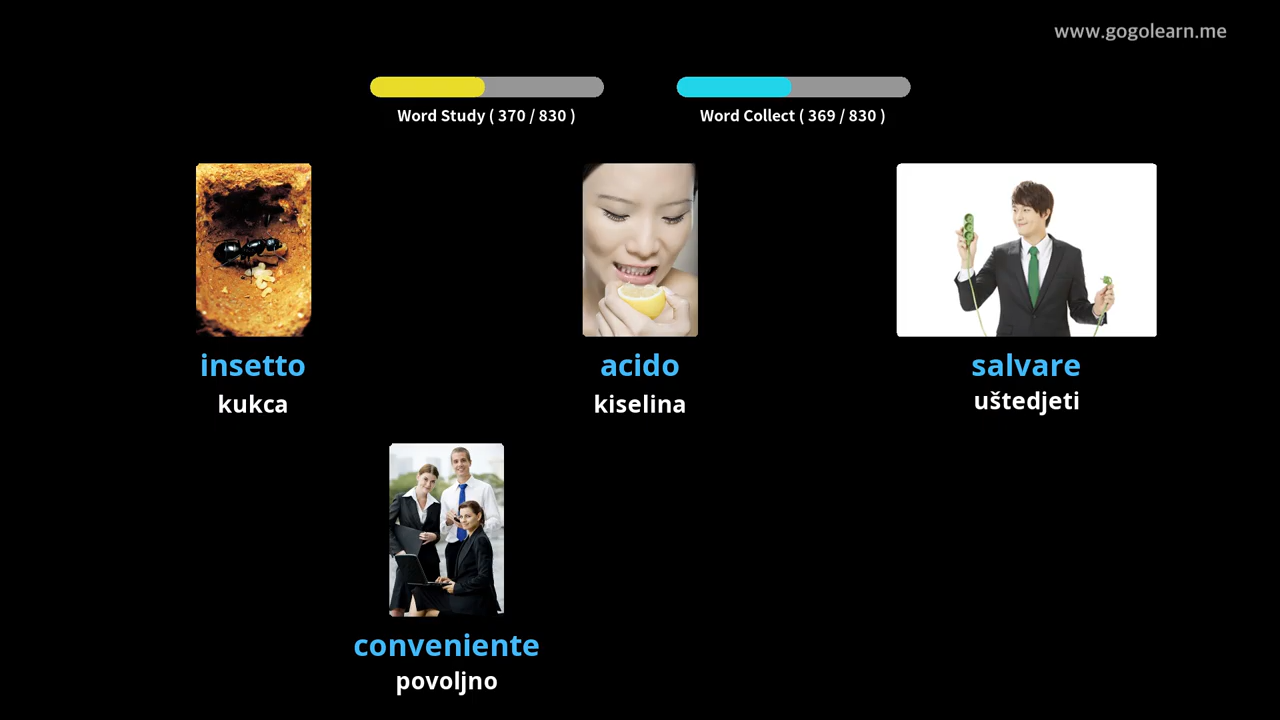 www.gogolearn.me
Word Study ( 370 / 830 )
Word Collect ( 369 / 830 )
insetto
kukca
acido
kiselina
salvare
uštedjeti
conveniente
povoljno